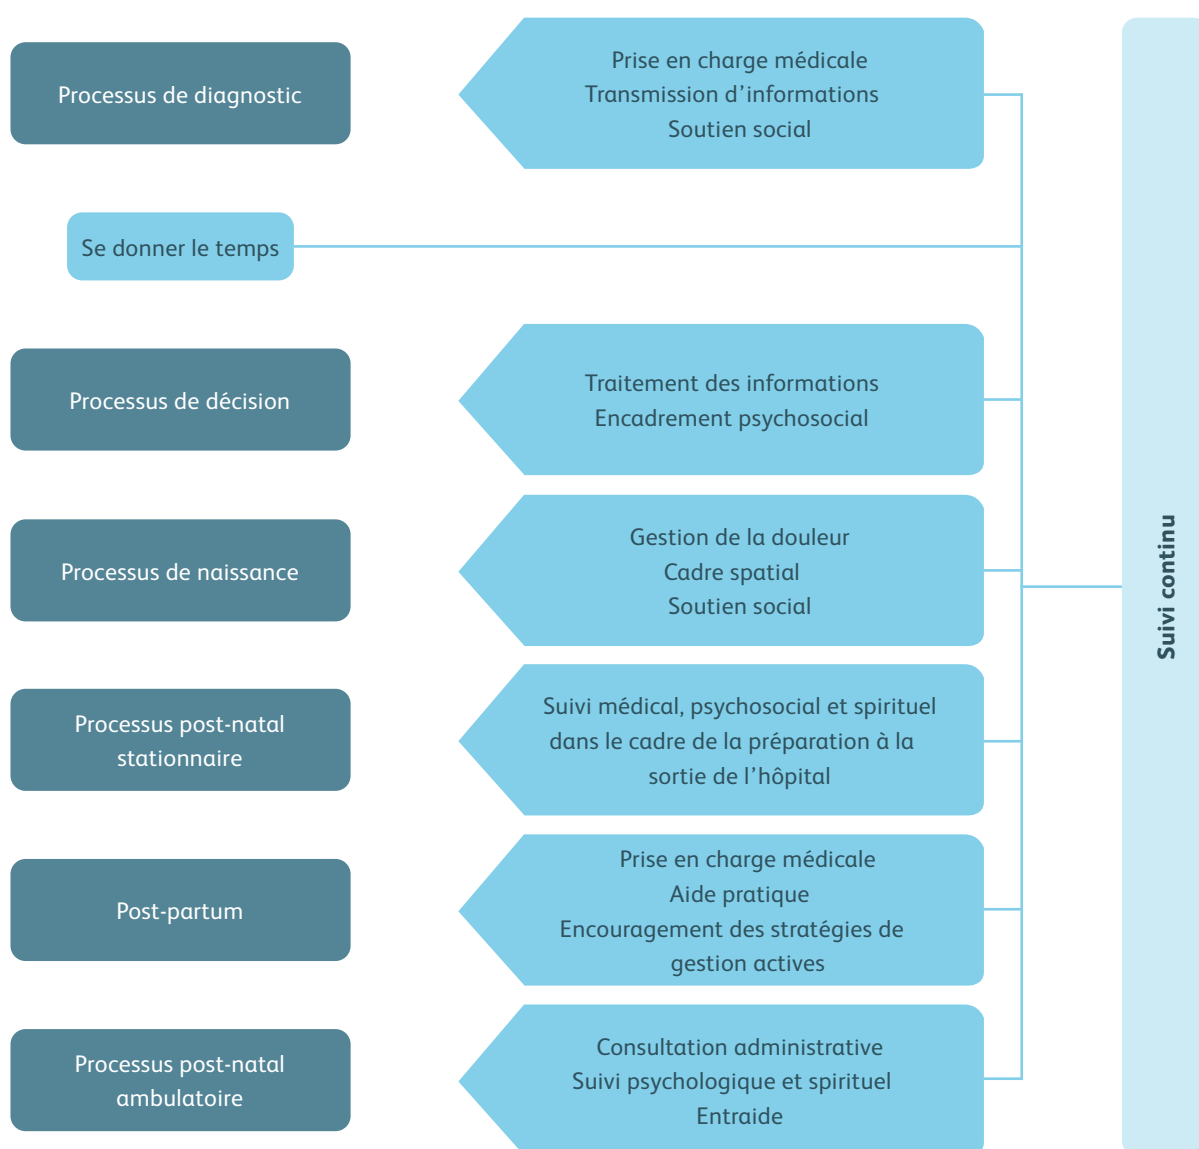 Processus de diagnostic
Prise en charge médicale
Transmission d’informations
Soutien social
Se donner le temps
Processus de décision
Traitement des informations
Encadrement psychosocial
Processus de naissance
Gestion de la douleur
Cadre spatial
Soutien social
Processus post-natal
stationnaire
Suivi médical, psychosocial et spirituel
dans le cadre de la préparation à la
sortie de l’hôpital
Post-partum
Prise en charge médicale
Aide pratique
Encouragement des stratégies de
gestion actives
Processus post-natal
ambulatoire
Consultation administrative
Suivi psychologique et spirituel
Entraide
Suivi continu